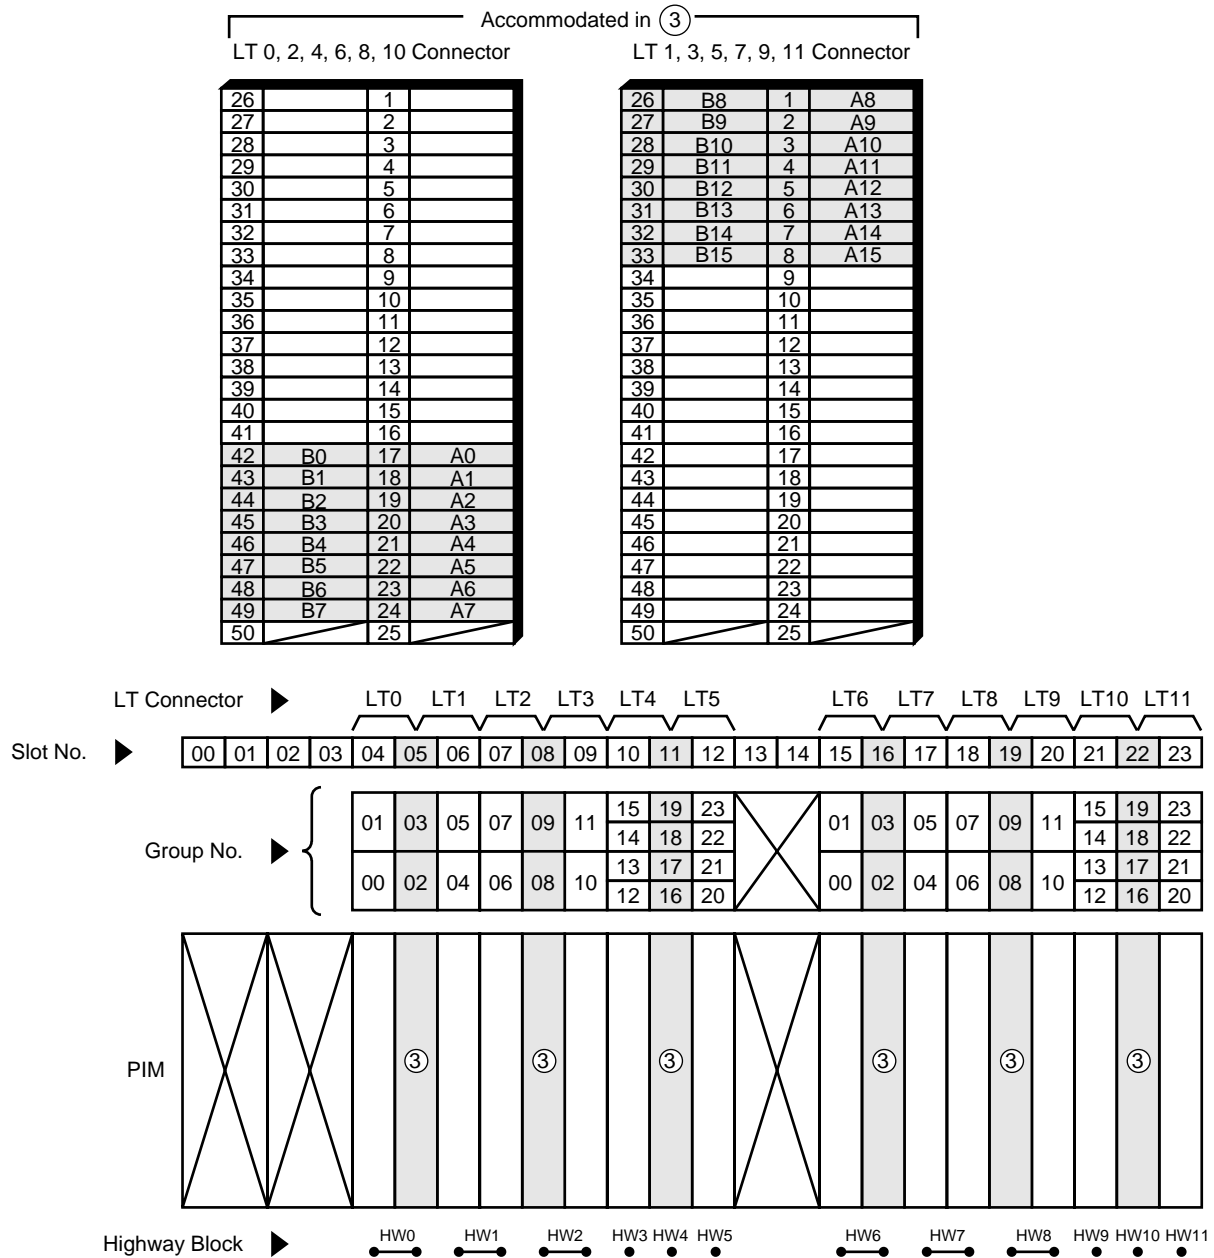 Accommodated in ③
LT 0, 2, 4, 6, 8, 10 Connector LT 1, 3, 5, 7, 9, 11 Connector
26 1 26 B8 1 A8
27 2 27 B9 2 A9
28 3 28 B10 3 A10
29 4 29 B11 4 A11
30 5 30 B12 5 A12
31 6 31 B13 6 A13
32 7 32 B14 7 A14
33 8 33 B15 8 A15
34 9 34 9
35 10 35 10
36 11 36 11
37 12 37 12
38 13 38 13
39 14 39 14
40 15 40 15
41 16 41 16
42 B0 17 A0 42 17
43 B1 18 A1 43 18
44 B2 19 A2 44 19
45 B3 20 A3 45 20
46 B4 21 A4 46 21
47 B5 22 A5 47 22
48 B6 23 A6 48 23
49 B7 24 A7 49 24
50 25 50 25
LT Connector LT0 LT1 LT2 LT3 LT4 LT5 LT6 LT7 LT8 LT9 LT10 LT11
Slot No. 00 01 02 03 04 05 06 07 08 09 10 11 12 13 14 15 16 17 18 19 20 21 22 23
Group No.
01 03 05 07 09 11 15 19 23 01 03 05 07 09 11 15 19 23
14 18 22 14 18 22
00 02 04 06 08 10 13 17 21 00 02 04 06 08 10 13 17 21
12 16 20 12 16 20
PIM ③ ③ ③ ③ ③ ③
Highway Block HW0 HW1 HW2 HW3 HW4 HW5 HW6 HW7 HW8 HW9 HW10 HW11